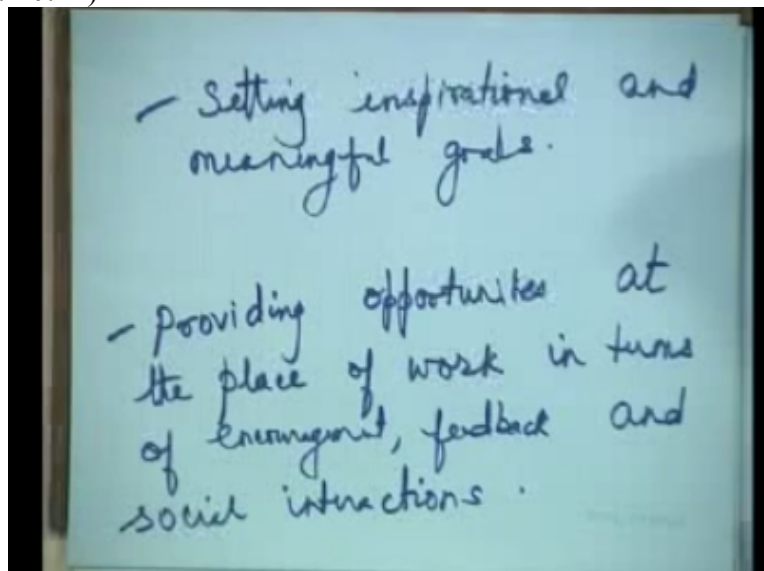 - Setting inspirational and
meaningful goals.
- Providing opportunities at
the place of work in terms
of encouragement, feedback and
social interactions.